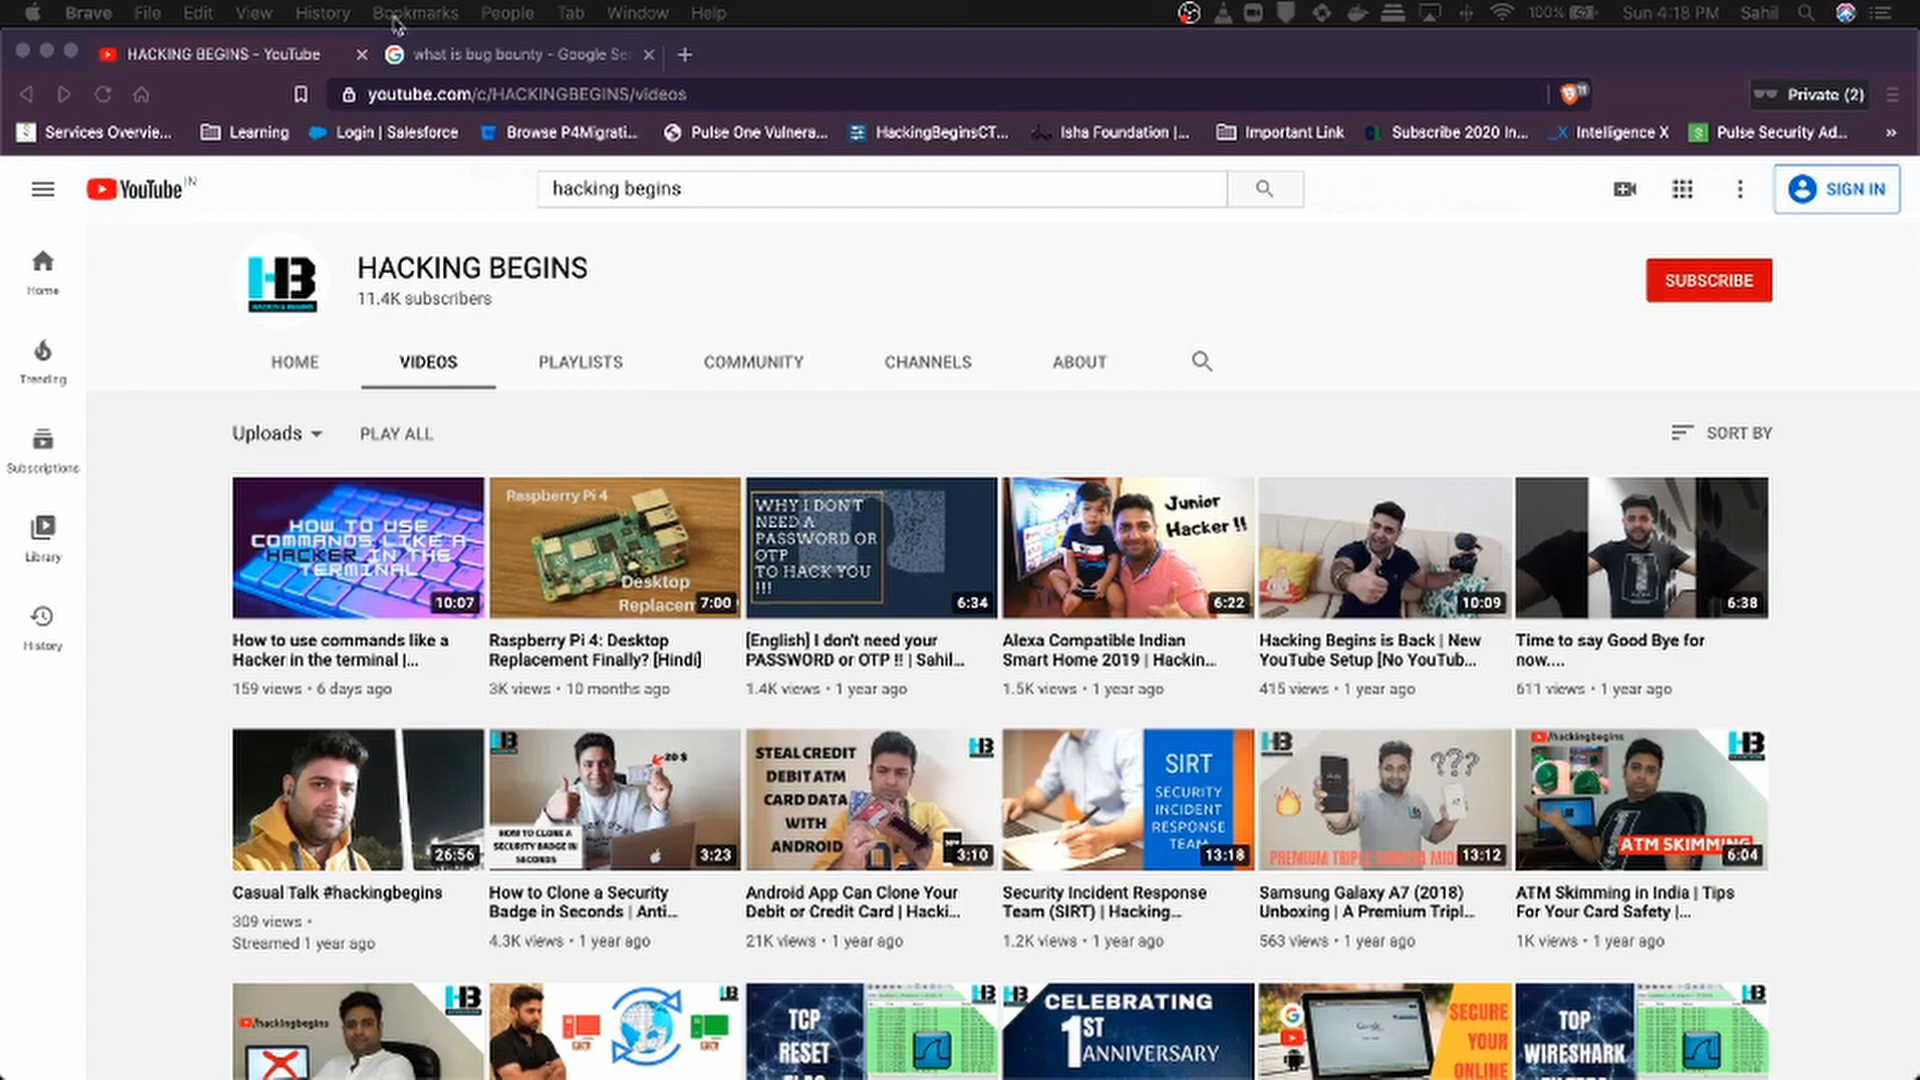 Brave File Edit View History Bookmarks People Tab Window Help 100% Sun 4:18 PM Sahil
HACKING BEGINS - YouTube what is bug bounty - Google Se
youtube.com/c/HACKINGBEGINS/videos 11 Private (2)
Services Overvie... Learning Login | Salesforce Browse P4Migrati... Pulse One Vulnera... HackingBeginsCT... Isha Foundation |... Important Link Subscribe 2020 In... Intelligence X Pulse Security Ad... »
YouTube IN hacking begins SIGN IN
HACKING BEGINS
11.4K subscribers
SUBSCRIBE
HOME VIDEOS PLAYLISTS COMMUNITY CHANNELS ABOUT
Home
Trending
Subscriptions
Library
History
Uploads PLAY ALL SORT BY
HOW TO USE
COMMANDS LIKE A
HACKER IN THE
TERMINAL
10:07
Raspberry Pi 4
Desktop
Replacem
7:00
WHY I DON'T
NEED A
PASSWORD OR
OTP
TO HACK YOU
!!!
6:34
Junior
Hacker !!
6:22
10:09
6:38
How to use commands like a
Hacker in the terminal |...
159 views • 6 days ago
Raspberry Pi 4: Desktop
Replacement Finally? [Hindi]
3K views • 10 months ago
[English] I don't need your
PASSWORD or OTP !! | Sahil...
1.4K views • 1 year ago
Alexa Compatible Indian
Smart Home 2019 | Hackin...
1.5K views • 1 year ago
Hacking Begins is Back | New
YouTube Setup [No YouTub...
415 views • 1 year ago
Time to say Good Bye for
now....
611 views • 1 year ago
26:56
20 $
HOW TO CLONE A
SECURITY BADGE IN
SECONDS
3:23
STEAL CREDIT
DEBIT ATM
CARD DATA
WITH
ANDROID
3:10
SIRT
SECURITY
INCIDENT
RESPONSE
TEAM
13:18
???
13:12
/hackingbegins
ATM SKIMMING
6:04
Casual Talk #hackingbegins
309 views •
Streamed 1 year ago
How to Clone a Security
Badge in Seconds | Anti...
4.3K views • 1 year ago
Android App Can Clone Your
Debit or Credit Card | Hacki...
21K views • 1 year ago
Security Incident Response
Team (SIRT) | Hacking...
1.2K views • 1 year ago
Samsung Galaxy A7 (2018)
Unboxing | A Premium Tripl...
563 views • 1 year ago
ATM Skimming in India | Tips
For Your Card Safety |...
1K views • 1 year ago
/hackingbegins
HB
TCP
RESET
CELEBRATING
1ST
ANNIVERSARY
SECURE
YOUR
ONLINE
TOP
WIRESHARK